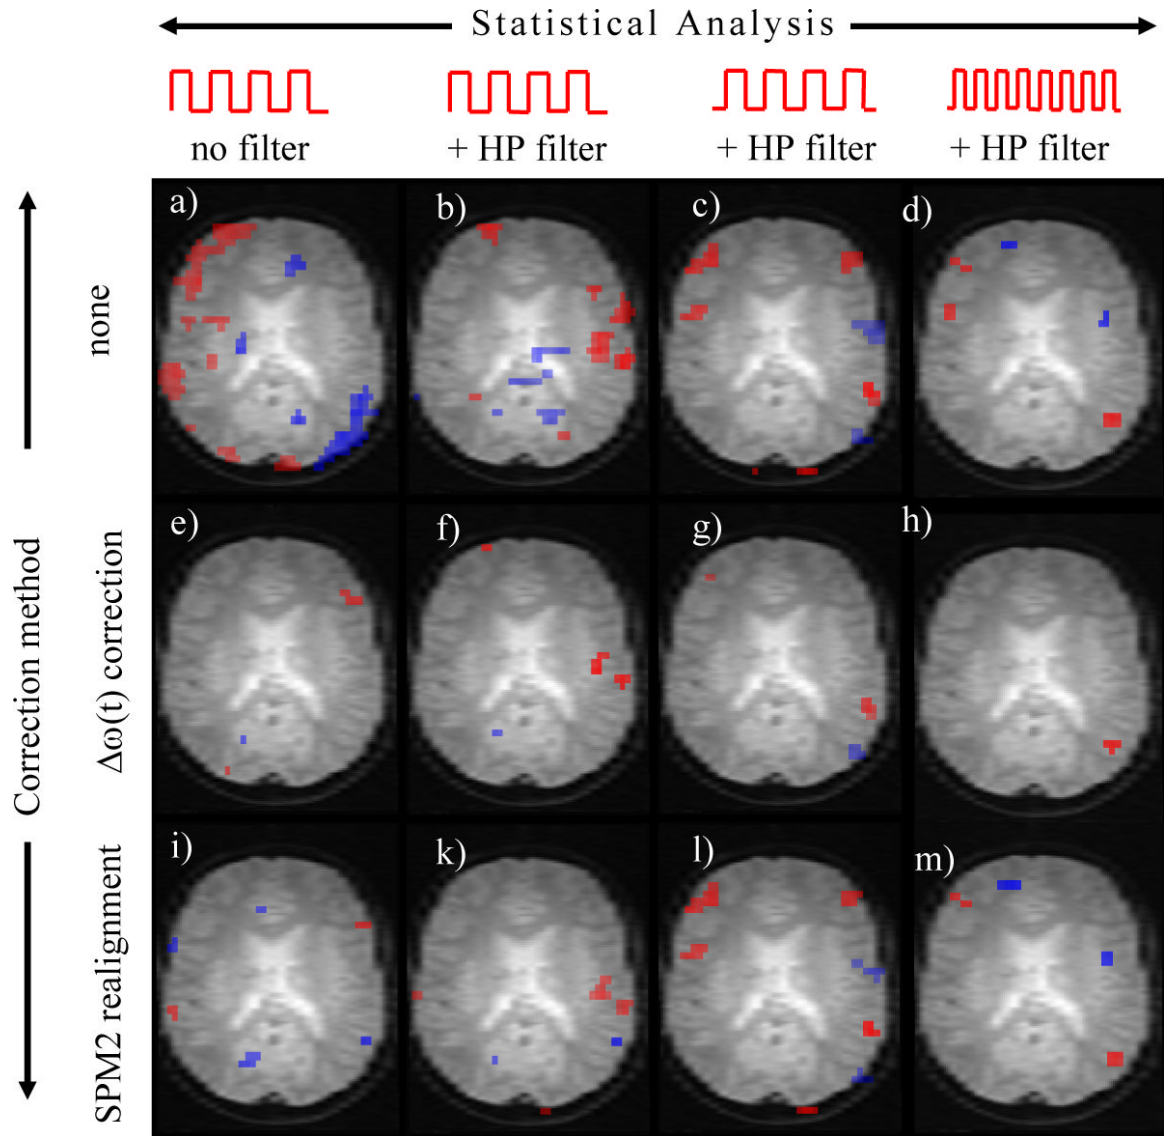 Statistical Analysis
no filter
+ HP filter
+ HP filter
+ HP filter
Correction method
none
a)
b)
c)
d)
Δω(t) correction
e)
f)
g)
h)
SPM2 realignment
i)
k)
l)
m)